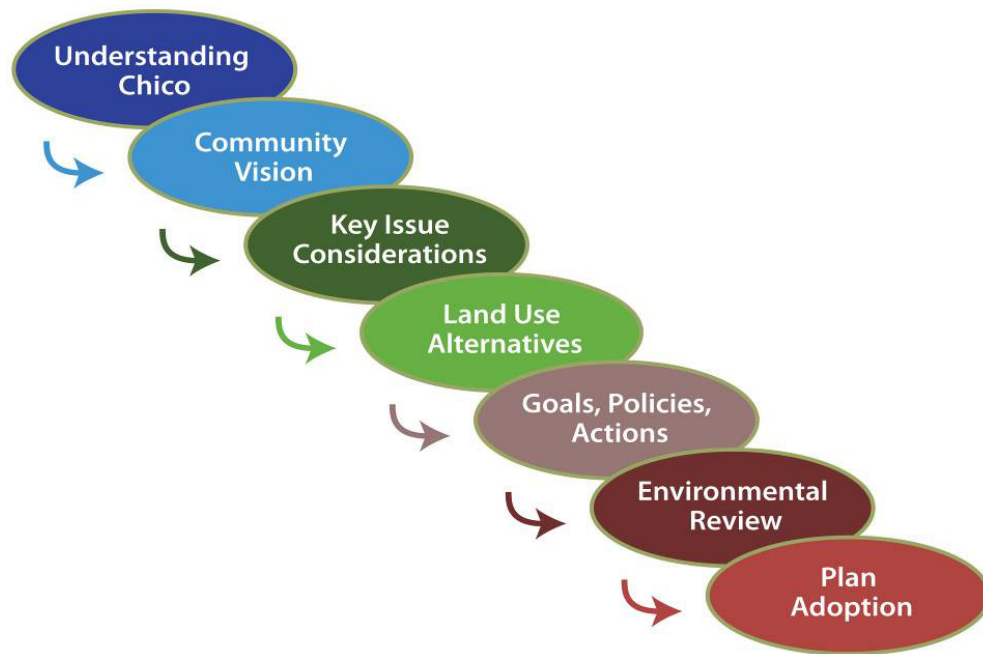 Understanding
Chico
Community
Vision
Key Issue
Considerations
Land Use
Alternatives
Goals, Policies,
Actions
Environmental
Review
Plan
Adoption